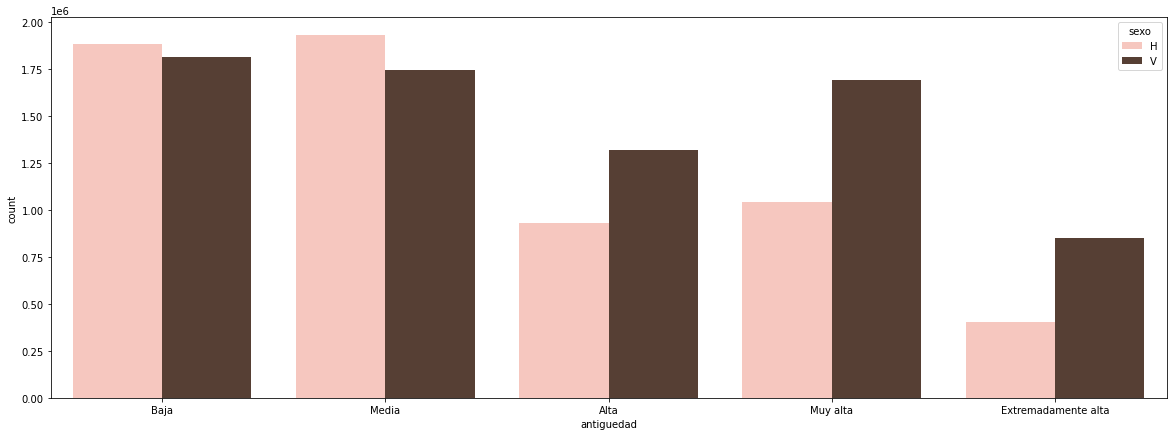 1e6
2.00
1.75
1.50
1.25
1.00
0.75
0.50
0.25
0.00
count
sexo
H
V
Baja Media Alta Muy alta Extremadamente alta
antiguedad